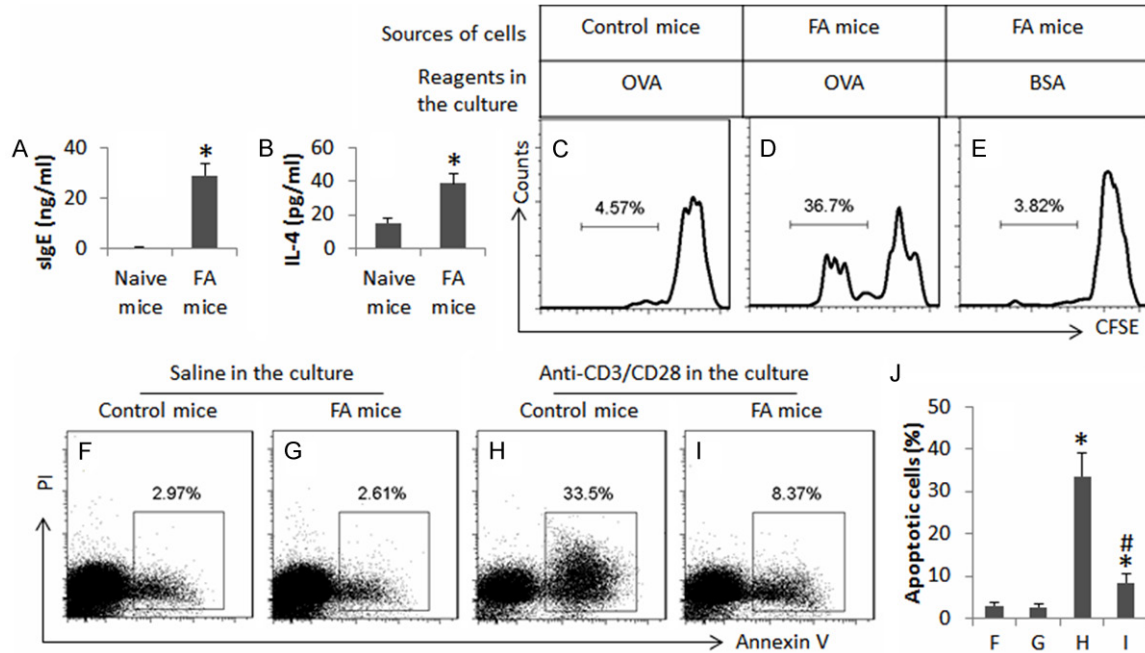 Sources of cells
Control mice
FA mice
FA mice
Reagents in
the culture
OVA
OVA
BSA
A
sIgE (ng/ml)
40
20
0
*
Naive
mice
FA
mice
B
IL-4 (pg/ml)
60
40
20
0
*
Naive
mice
FA
mice
Counts
C
4.57%
D
36.7%
E
3.82%
CFSE
Saline in the culture
Anti-CD3/CD28 in the culture
Control mice
FA mice
Control mice
FA mice
PI
F
2.97%
G
2.61%
H
33.5%
I
8.37%
Annexin V
J
Apoptotic cells (%)
50
40
30
20
10
0
*
#
*
F
G
H
I